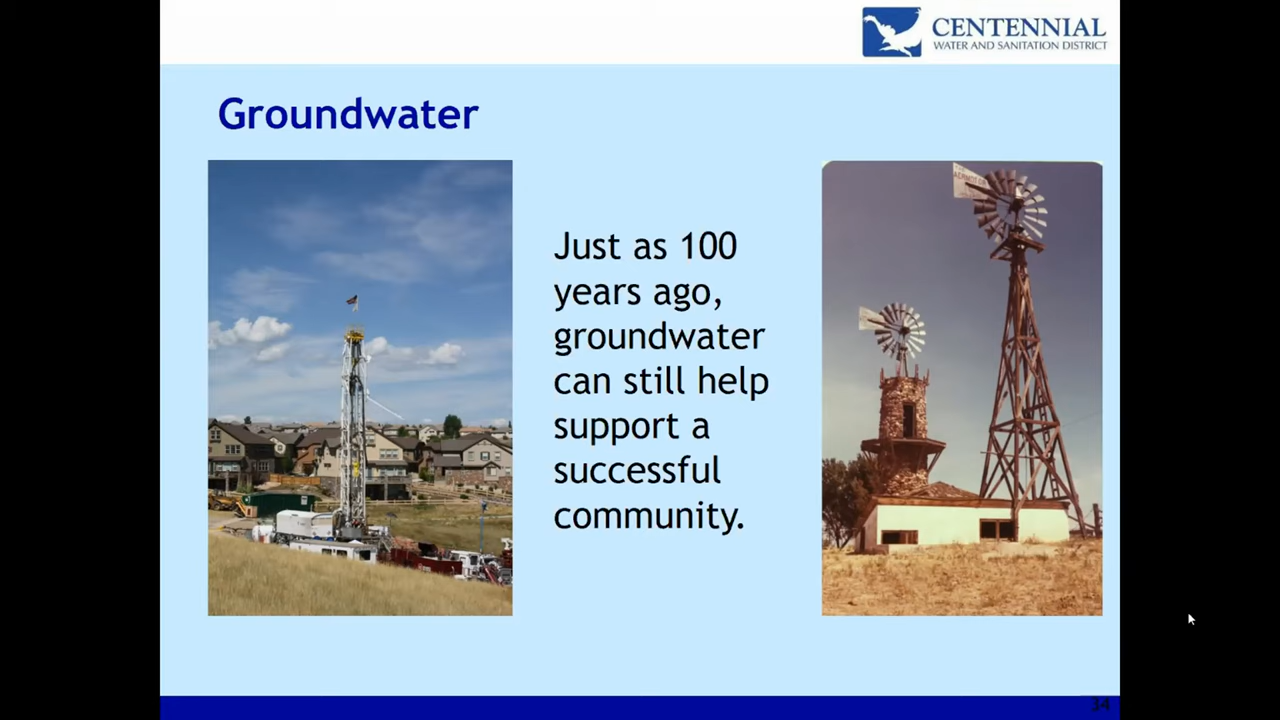 CENTENNIAL
WATER AND SANITATION DISTRICT
Groundwater
Just as 100
years ago,
groundwater
can still help
support a
successful
community.
AERMOTOR
34